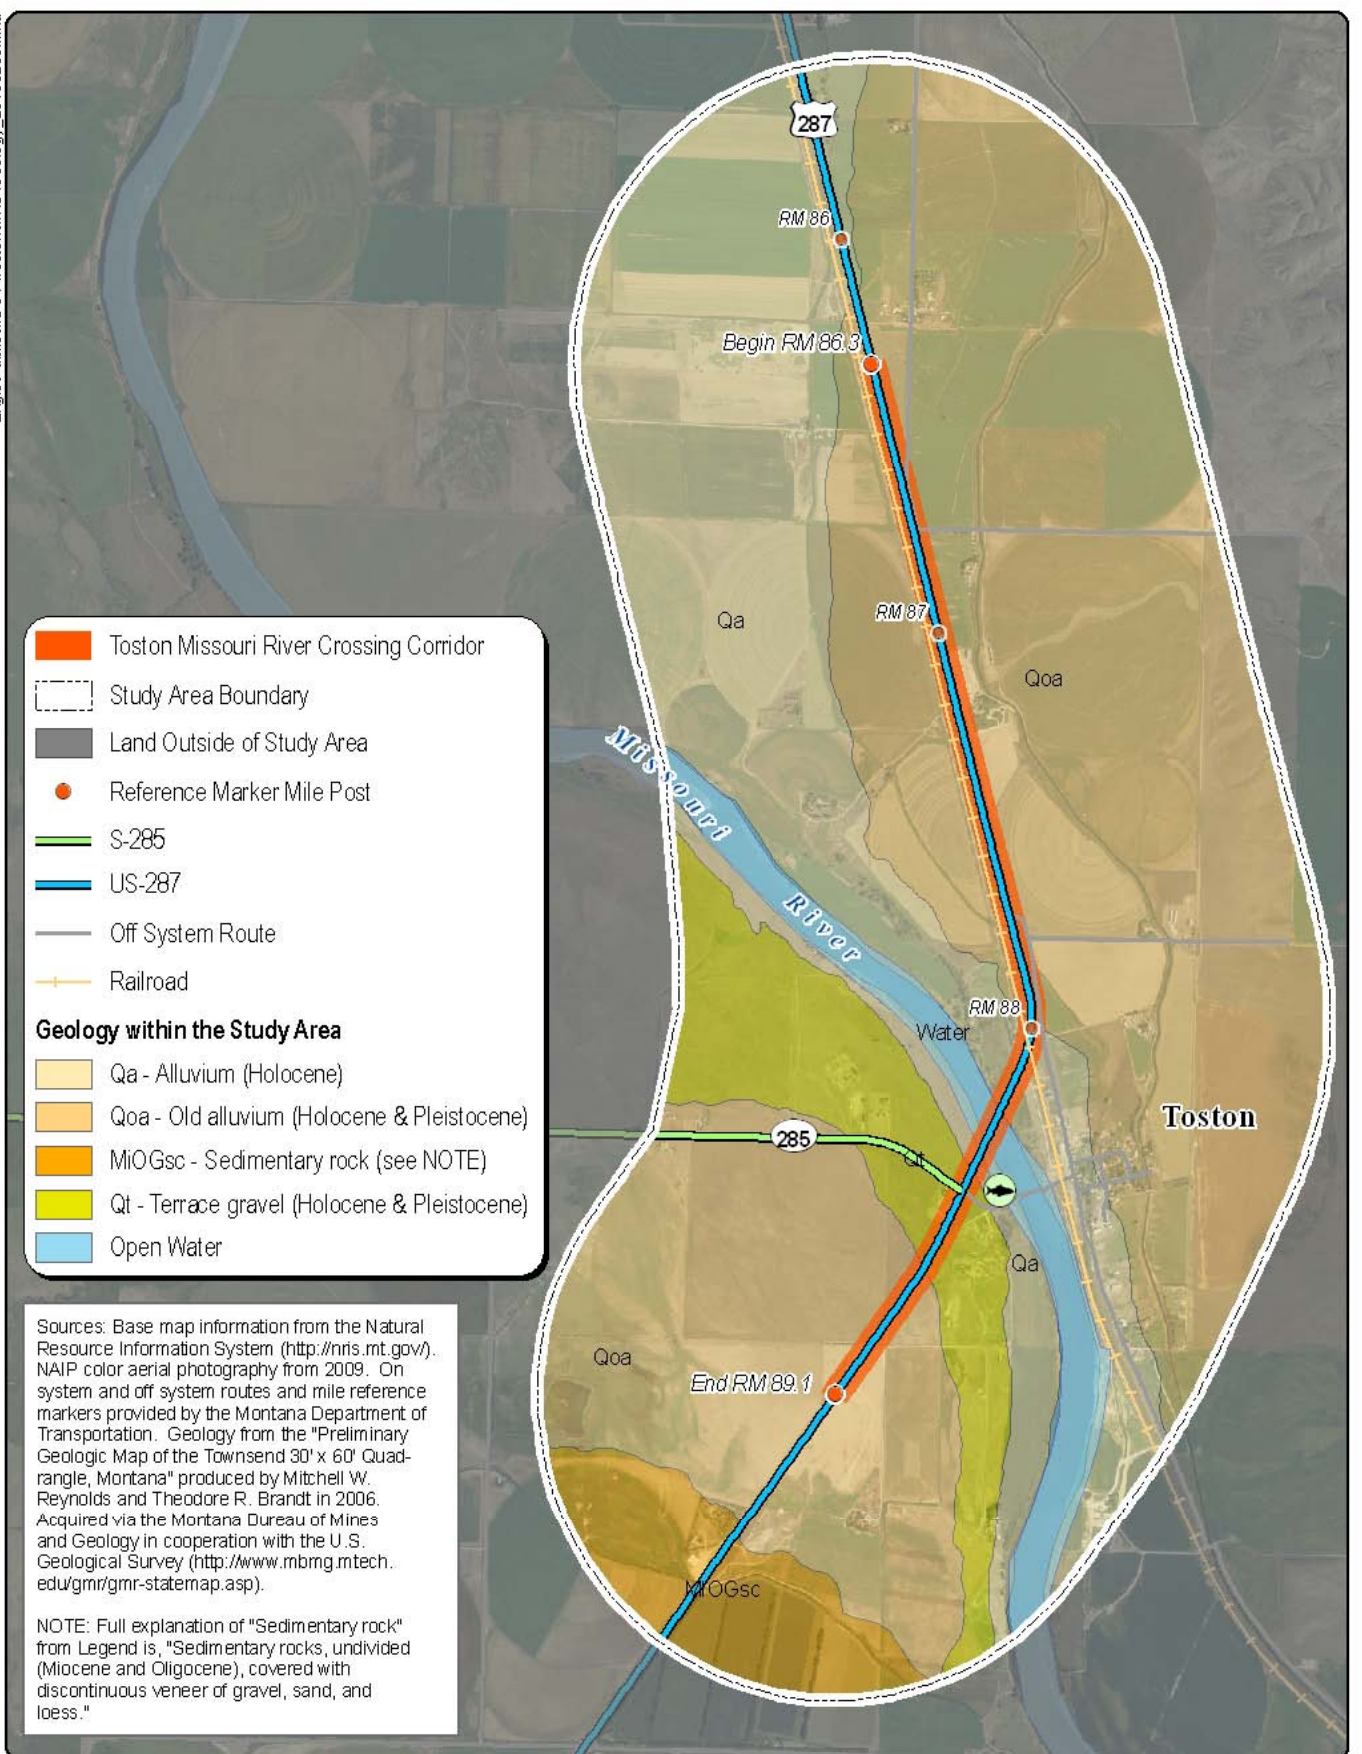 287
RM 86
Begin RM 86.3
RM 87
Qa
Qoa
Missouri
River
RM 88
Water
Toston
285
Qt
Qa
Qoa
End RM 89.1
MiOGsc
Toston Missouri River Crossing Corridor
Study Area Boundary
Land Outside of Study Area
Reference Marker Mile Post
S-285
US-287
Off System Route
Railroad
Geology within the Study Area
Qa - Alluvium (Holocene)
Qoa - Old alluvium (Holocene & Pleistocene)
MiOGsc - Sedimentary rock (see NOTE)
Qt - Terrace gravel (Holocene & Pleistocene)
Open Water
Sources: Base map information from the Natural
Resource Information System (http://nris.mt.gov/).
NAIP color aerial photography from 2009. On
system and off system routes and mile reference
markers provided by the Montana Department of
Transportation. Geology from the "Preliminary
Geologic Map of the Townsend 30' x 60' Quad-
rangle, Montana" produced by Mitchell W.
Reynolds and Theodore R. Brandt in 2006.
Acquired via the Montana Bureau of Mines
and Geology in cooperation with the U.S.
Geological Survey (http://www.mbmg.mtech.
edu/gmr/gmr-statemap.asp).
NOTE: Full explanation of "Sedimentary rock"
from Legend is, "Sedimentary rocks, undivided
(Miocene and Oligocene), covered with
discontinuous veneer of gravel, sand, and
loess."